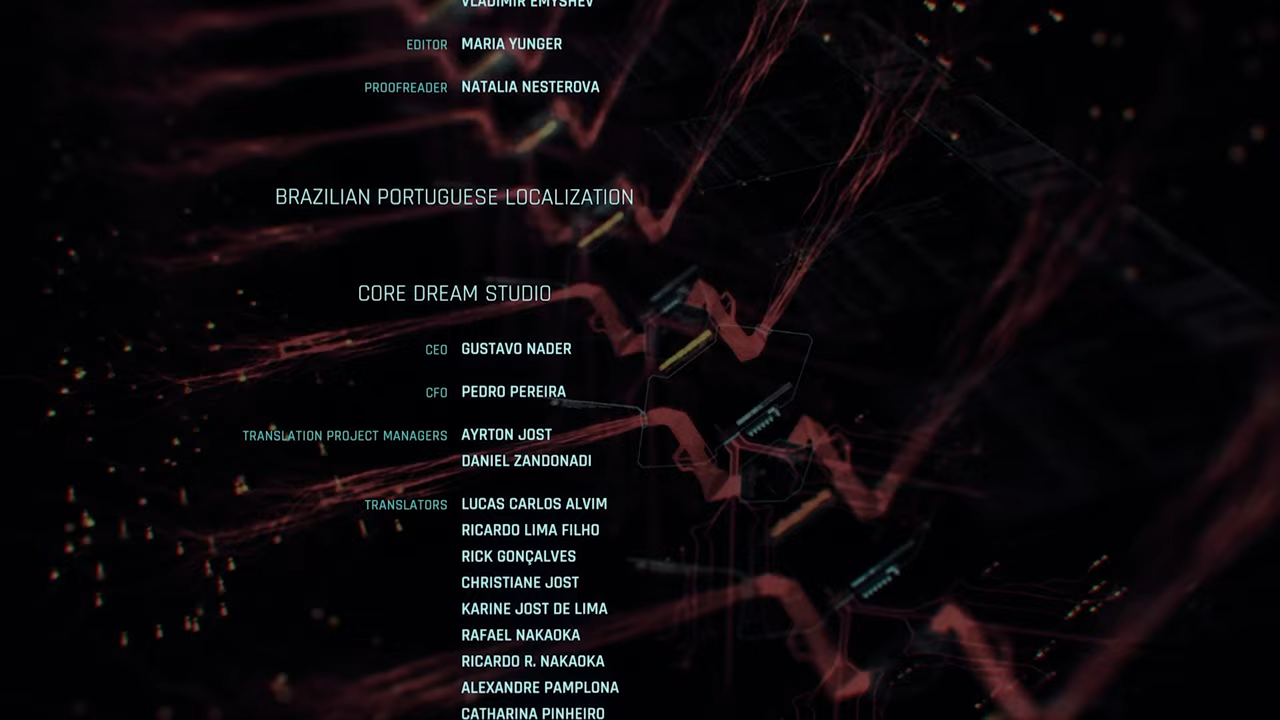 VLADIMIR EMYSHEV
EDITOR MARIA YUNGER
PROOFREADER NATALIA NESTEROVA
BRAZILIAN PORTUGUESE LOCALIZATION
CORE DREAM STUDIO
CEO GUSTAVO NADER
CFO PEDRO PEREIRA
TRANSLATION PROJECT MANAGERS AYRTON JOST
DANIEL ZANDONADI
TRANSLATORS LUCAS CARLOS ALVIM
RICARDO LIMA FILHO
RICK GONÇALVES
CHRISTIANE JOST
KARINE JOST DE LIMA
RAFAEL NAKAOKA
RICARDO R. NAKAOKA
ALEXANDRE PAMPLONA
CATHARINA PINHEIRO